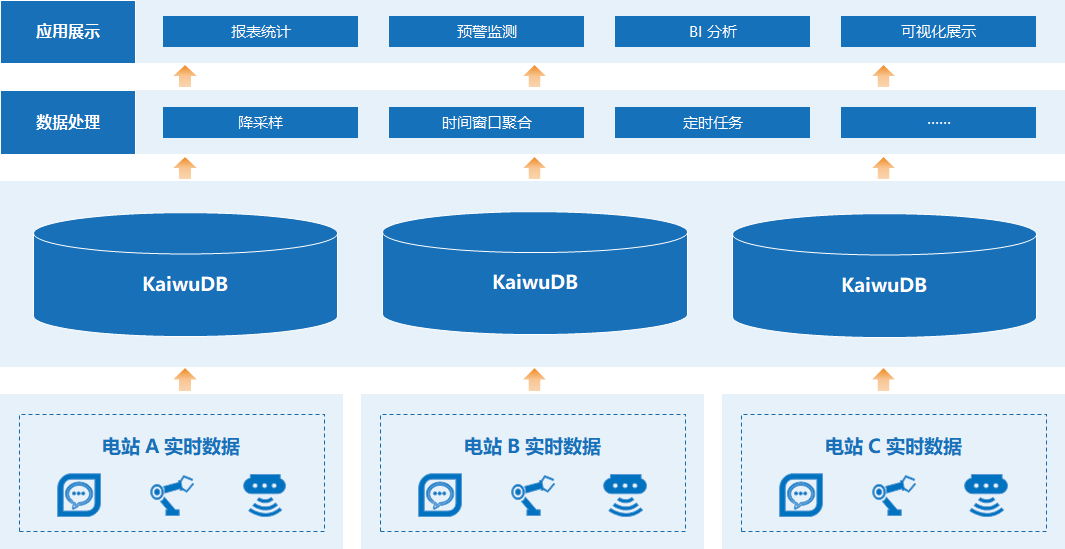 应用展示
报表统计
预警监测
BI 分析
可视化展示
数据处理
降采样
时间窗口聚合
定时任务
······
KaiwuDB
KaiwuDB
KaiwuDB
电站 A 实时数据
电站 B 实时数据
电站 C 实时数据